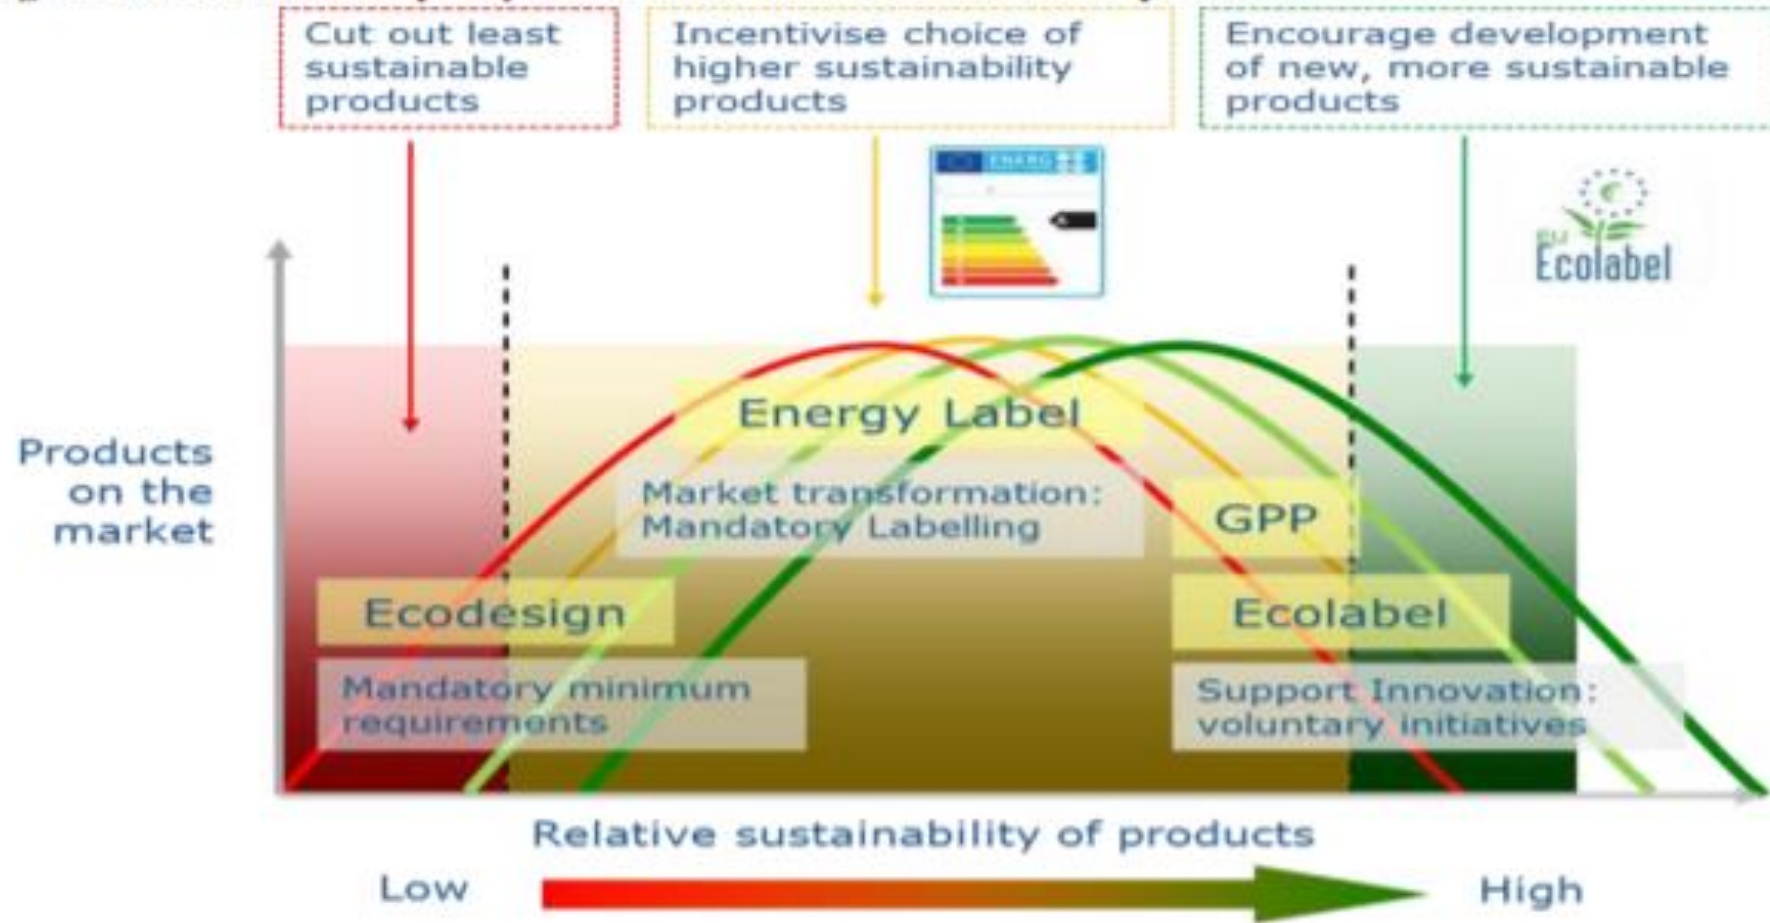 Cut out least
sustainable
products
Incentivise choice of
higher sustainability
products
Encourage development
of new, more sustainable
products
ENERG
EU
Ecolabel
Products
on the
market
Energy Label
Market transformation:
Mandatory Labelling
GPP
Ecodesign
Ecolabel
Mandatory minimum
requirements
Support Innovation:
voluntary initiatives
Relative sustainability of products
Low
High